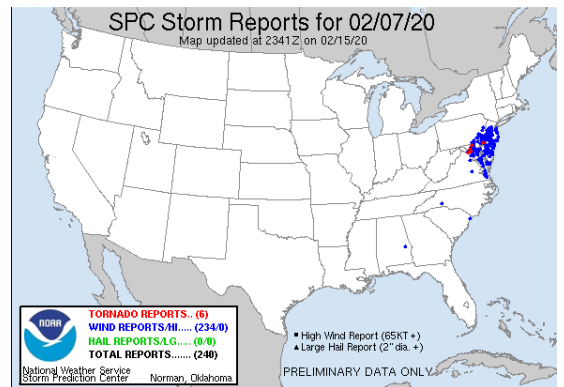 SPC Storm Reports for 02/07/20
Map updated at 2341Z on 02/15/20
NOAA
TORNADO REPORTS.. (6)
WIND REPORTS/HI..... (234/0)
HAIL REPORTS/LG..... (0/0)
TOTAL REPORTS....... (240)
National Weather Service
Storm Prediction Center Norman, Oklahoma
High Wind Report (65KT +)
Large Hail Report (2" dia. +)
PRELIMINARY DATA ONLY